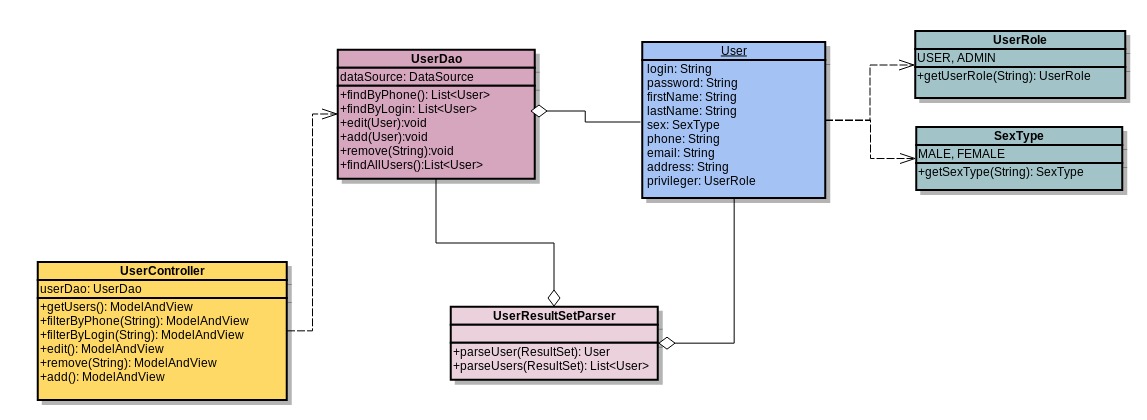 UserDao
dataSource: DataSource
+findByPhone(): List<User>
+findByLogin: List<User>
+edit(User):void
+add(User):void
+remove(String):void
+findAllUsers():List<User>
User
login: String
password: String
firstName: String
lastName: String
sex: SexType
phone: String
email: String
address: String
privileger: UserRole
UserRole
USER, ADMIN
+getUserRole(String): UserRole
SexType
MALE, FEMALE
+getSexType(String): SexType
UserController
userDao: UserDao
+getUsers(): ModelAndView
+filterByPhone(String): ModelAndView
+filterByLogin(String): ModelAndView
+edit(): ModelAndView
+remove(String): ModelAndView
+add(): ModelAndView
UserResultSetParser
+parseUser(ResultSet): User
+parseUsers(ResultSet): List<User>